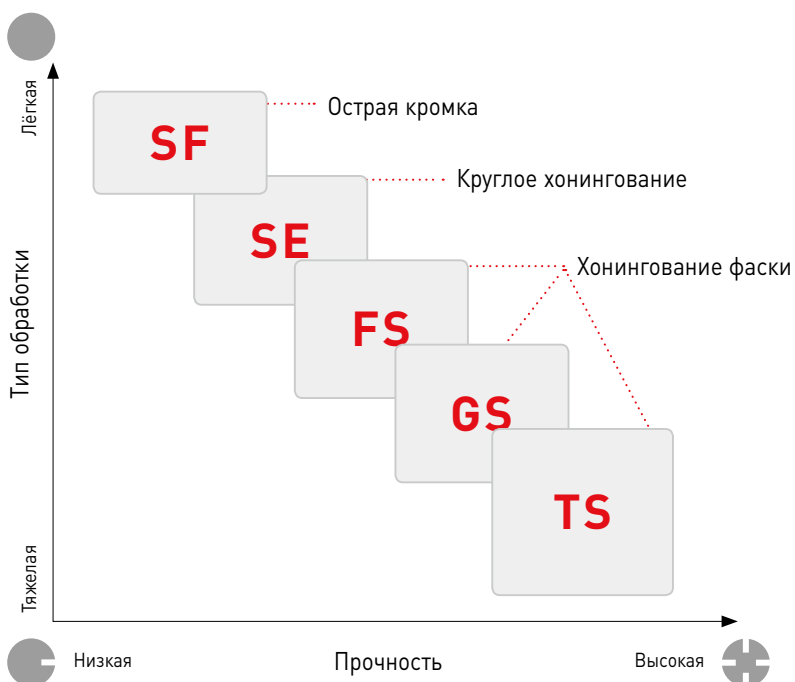 Лёгкая
SF
Острая кромка
SE
Круглое хонингование
Тип обработки
FS
Хонингование фаски
GS
TS
Тяжелая
Низкая
Прочность
Высокая